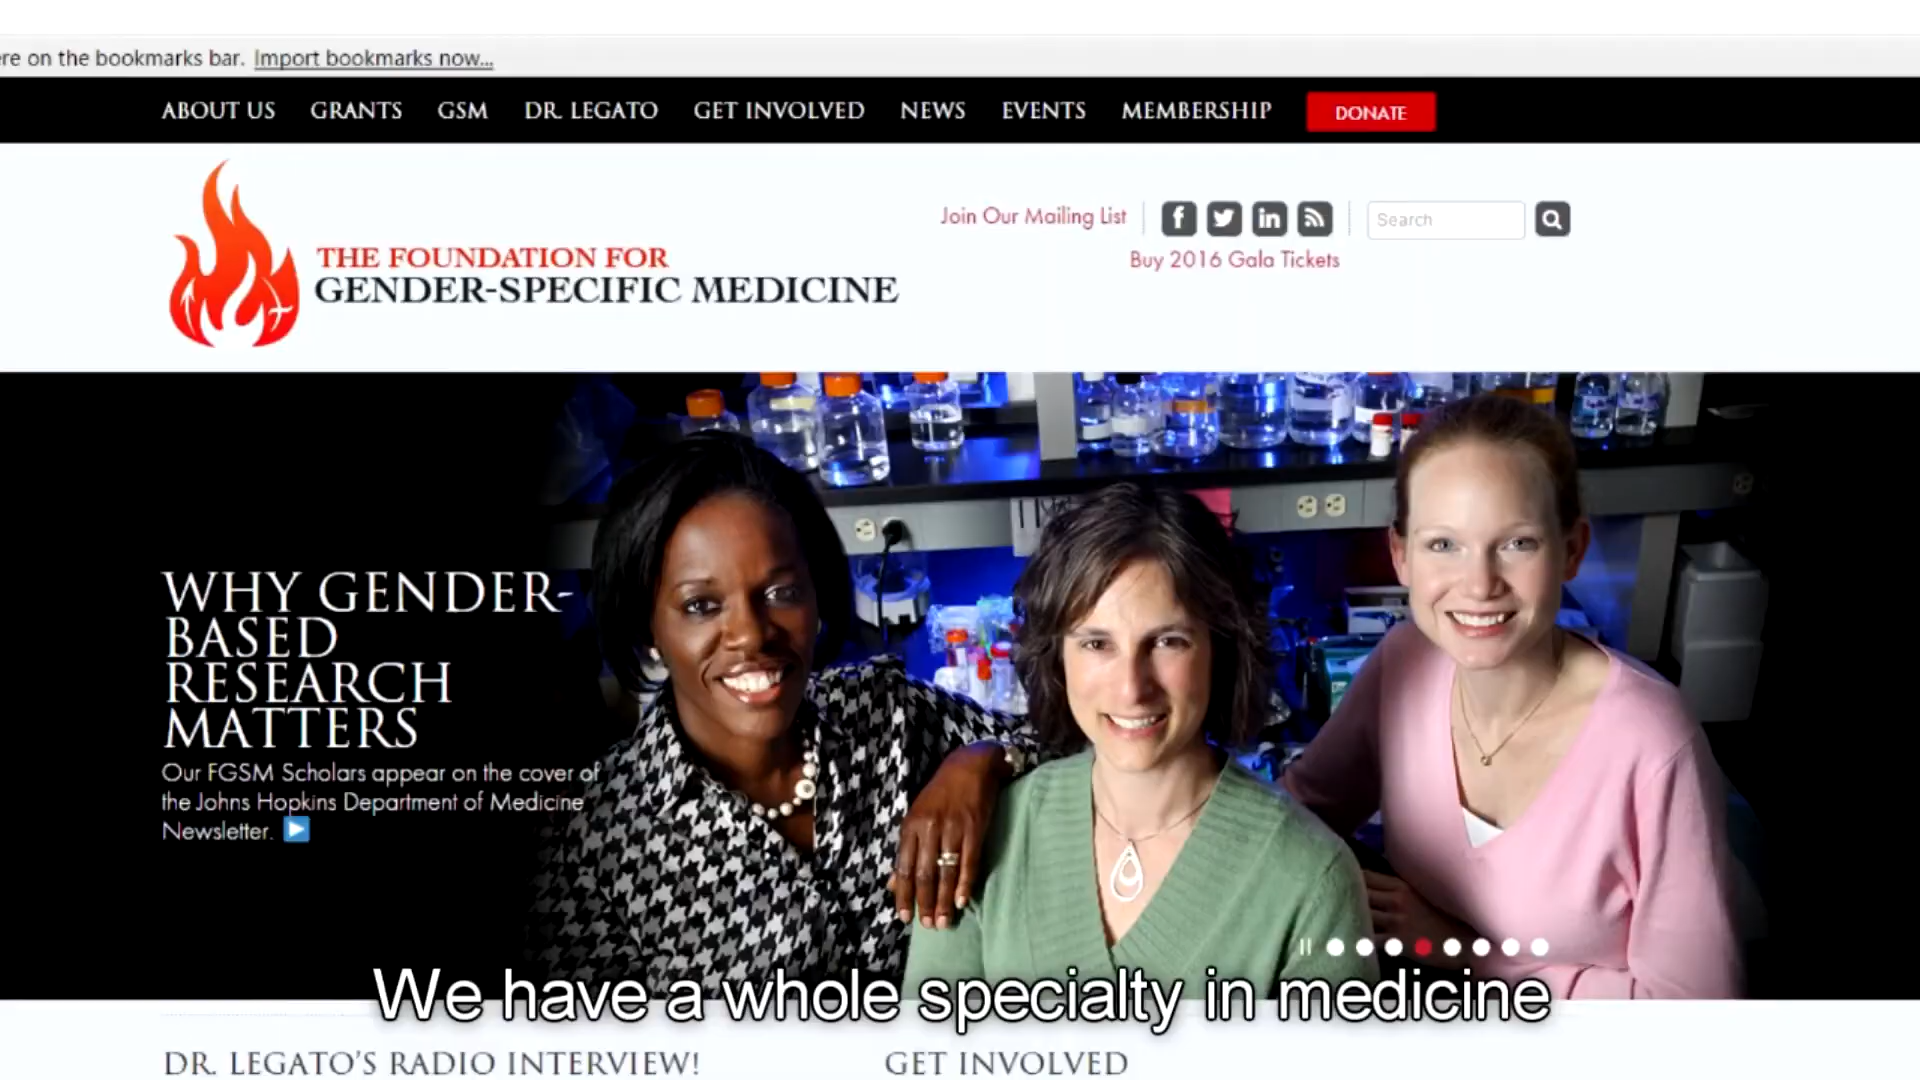 re on the bookmarks bar. Import bookmarks now...
ABOUT US GRANTS GSM DR. LEGATO GET INVOLVED NEWS EVENTS MEMBERSHIP DONATE
Join Our Mailing List Search
Buy 2016 Gala Tickets
THE FOUNDATION FOR
GENDER-SPECIFIC MEDICINE
WHY GENDER-
BASED
RESEARCH
MATTERS
Our FGSM Scholars appear on the cover of
the Johns Hopkins Department of Medicine
Newsletter.
We have a whole specialty in medicine
DR. LEGATO'S RADIO INTERVIEW! GET INVOLVED